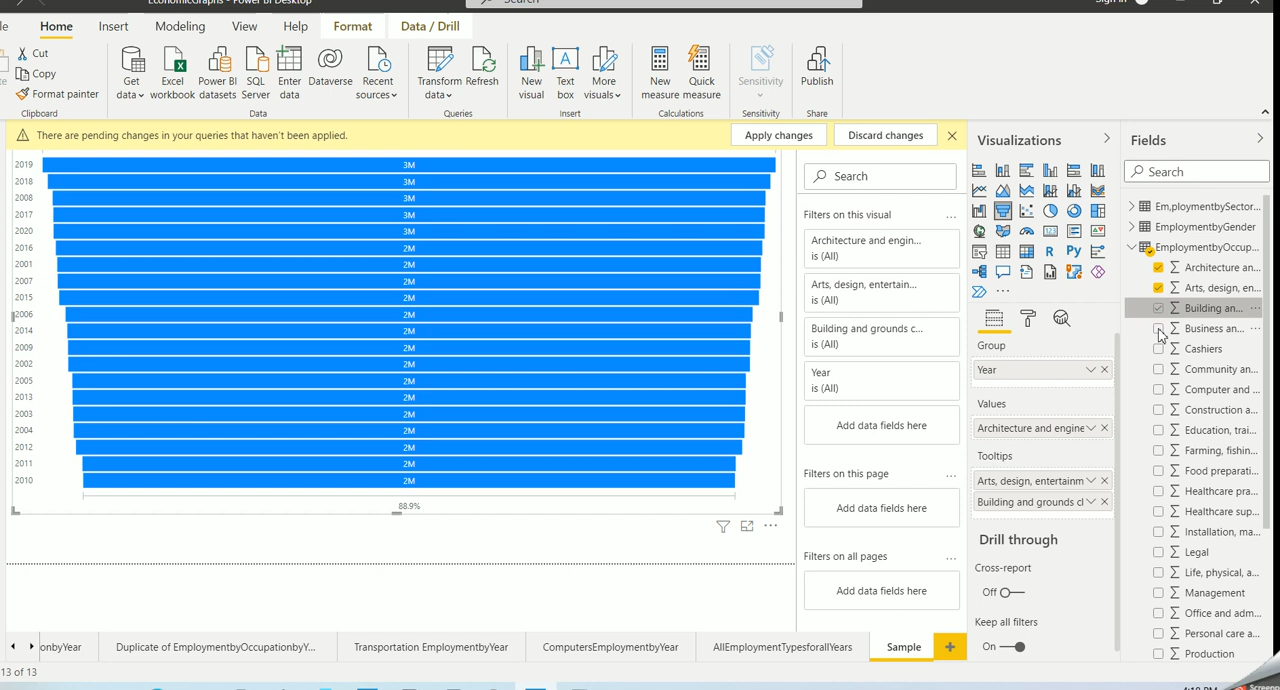 EconomicGraphs - Power BI Desktop
Search
Sign in
Home
Insert
Modeling
View
Help
Format
Data / Drill
Cut
Copy
Format painter
Clipboard
Get data
Excel workbook
Power BI datasets
SQL Server
Enter data
Dataverse
Recent sources
Data
Transform data
Refresh
Queries
New visual
Text box
More visuals
Insert
New measure
Quick measure
Calculations
Sensitivity
Sensitivity
Publish
Share
There are pending changes in your queries that haven't been applied.
Apply changes
Discard changes
2019 3M
2018 3M
2008 3M
2017 3M
2020 3M
2016 2M
2001 2M
2007 2M
2015 2M
2006 2M
2014 2M
2009 2M
2002 2M
2005 2M
2013 2M
2003 2M
2004 2M
2012 2M
2011 2M
2010 2M
88.9%
Search
Filters on this visual ...
Architecture and engin...
is (All)
Arts, design, entertain...
is (All)
Building and grounds c...
is (All)
Year
is (All)
Add data fields here
Filters on this page ...
Add data fields here
Filters on all pages ...
Add data fields here
Visualizations
R
Py
123
Group
Year
Values
Architecture and engine
Tooltips
Arts, design, entertainm
Building and grounds cl
Drill through
Cross-report
Off
Keep all filters
On
Fields
Search
Em,ploymentbySector...
EmploymentbyGender
EmploymentbyOccup...
Architecture an...
Arts, design, en...
Building an...
Business an...
Cashiers
Community an...
Computer and ...
Construction a...
Education, trai...
Farming, fishin...
Food preparati...
Healthcare pra...
Healthcare sup...
Installation, ma...
Legal
Life, physical, a...
Management
Office and adm...
Personal care a...
Production
onbyYear
Duplicate of EmploymentbyOccupationbyY...
Transportation EmploymentbyYear
ComputersEmploymentbyYear
AllEmploymentTypesforallYears
Sample
13 of 13